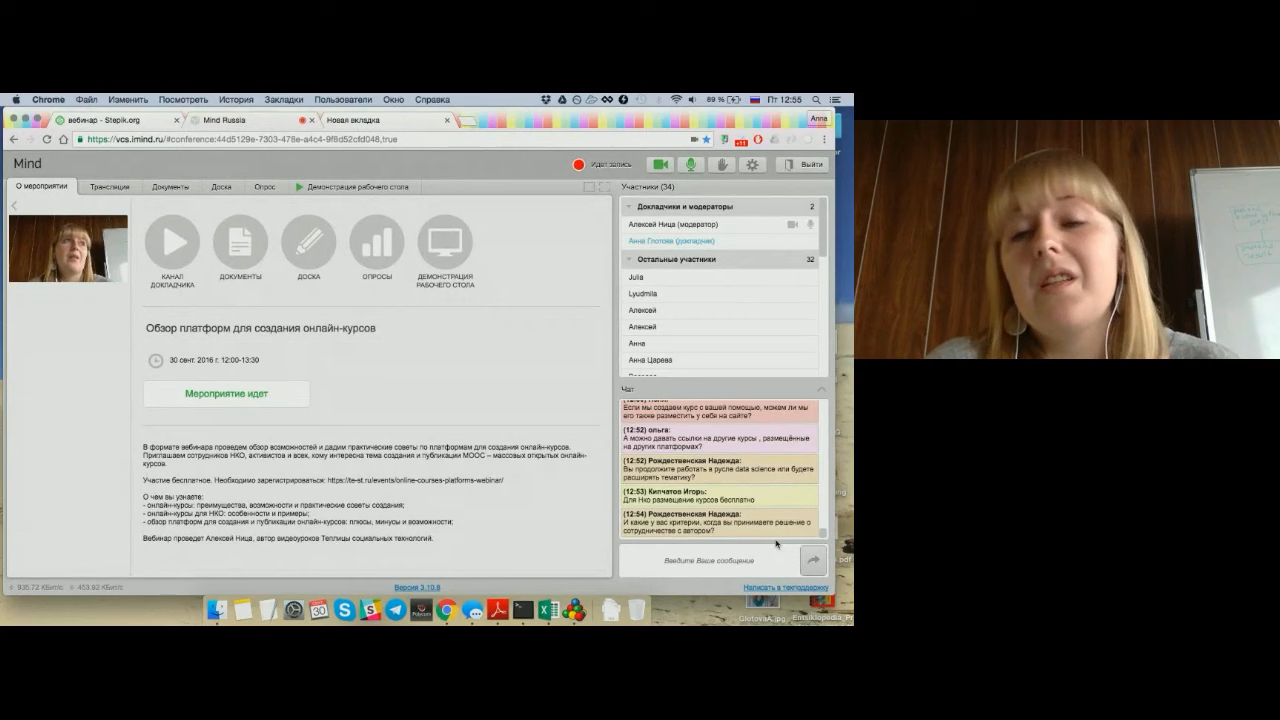 Chrome Файл Изменить Посмотреть История Закладки Пользователи Окно Справка 89 % Пт 12:55
вебинар - Stepik.org Mind Russia Новая вкладка Anna
https://vcs.imind.ru/#conference:44d5129e-7303-478e-a4c4-9f8d52cfd048,true
Mind Идет запись Выйти
О мероприятии Трансляция Документы Доска Опрос Демонстрация рабочего стола
Участники (34)
Докладчики и модераторы 2
Алексей Ница (модератор)
Анна Глотова (докладчик)
Остальные участники 32
Julia
Lyudmila
Алексей
Алексей
Анна
Анна Царева
КАНАЛ
ДОКЛАДЧИКА
ДОКУМЕНТЫ
ДОСКА
ОПРОСЫ
ДЕМОНСТРАЦИЯ
РАБОЧЕГО СТОЛА
Обзор платформ для создания онлайн-курсов
30 сент. 2016 г. 12:00-13:30
Мероприятие идет
В формате вебинара проведем обзор возможностей и дадим практические советы по платформам для создания онлайн-курсов.
Приглашаем сотрудников НКО, активистов и всех, кому интересна тема создания и публикации МООС – массовых открытых онлайн-
курсов.
Участие бесплатное. Необходимо зарегистрироваться: https://te-st.ru/events/online-courses-platforms-webinar/
О чем вы узнаете:
- онлайн-курсы: преимущества, возможности и практические советы создания;
- онлайн-курсы для НКО: особенности и примеры;
- обзор платформ для создания и публикации онлайн-курсов: плюсы, минусы и возможности;
Вебинар проведет Алексей Ница, автор видеоуроков Теплицы социальных технологий.
Чат
Если мы создаем курс с вашей помощью, можем ли мы
его также разместить у себя на сайте?
(12:52) ольга:
А можно давать ссылки на другие курсы , размещённые
на других платформах?
(12:52) Рождественская Надежда:
Вы продолжите работать в русле data science или будете
расширять тематику?
(12:53) Кипчатов Игорь:
Для Нко размещение курсов бесплатно
(12:54) Рождественская Надежда:
И какие у вас критерии, когда вы принимаете решение о
сотрудничестве с автором?
Введите Ваше сообщение
935.72 КБит/с 453.92 КБит/с
Версия 3.10.8
Написать в техподдержку
GlotovaA.jpg Entsiklopedia_Pr